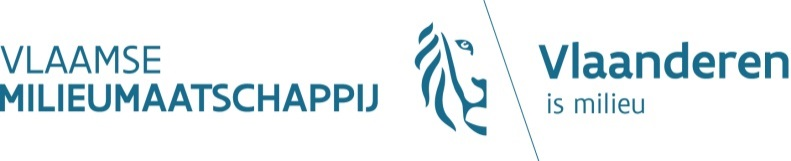 VLAAMSE
MILIEUMAATSCHAPPIJ
Vlaanderen
is milieu